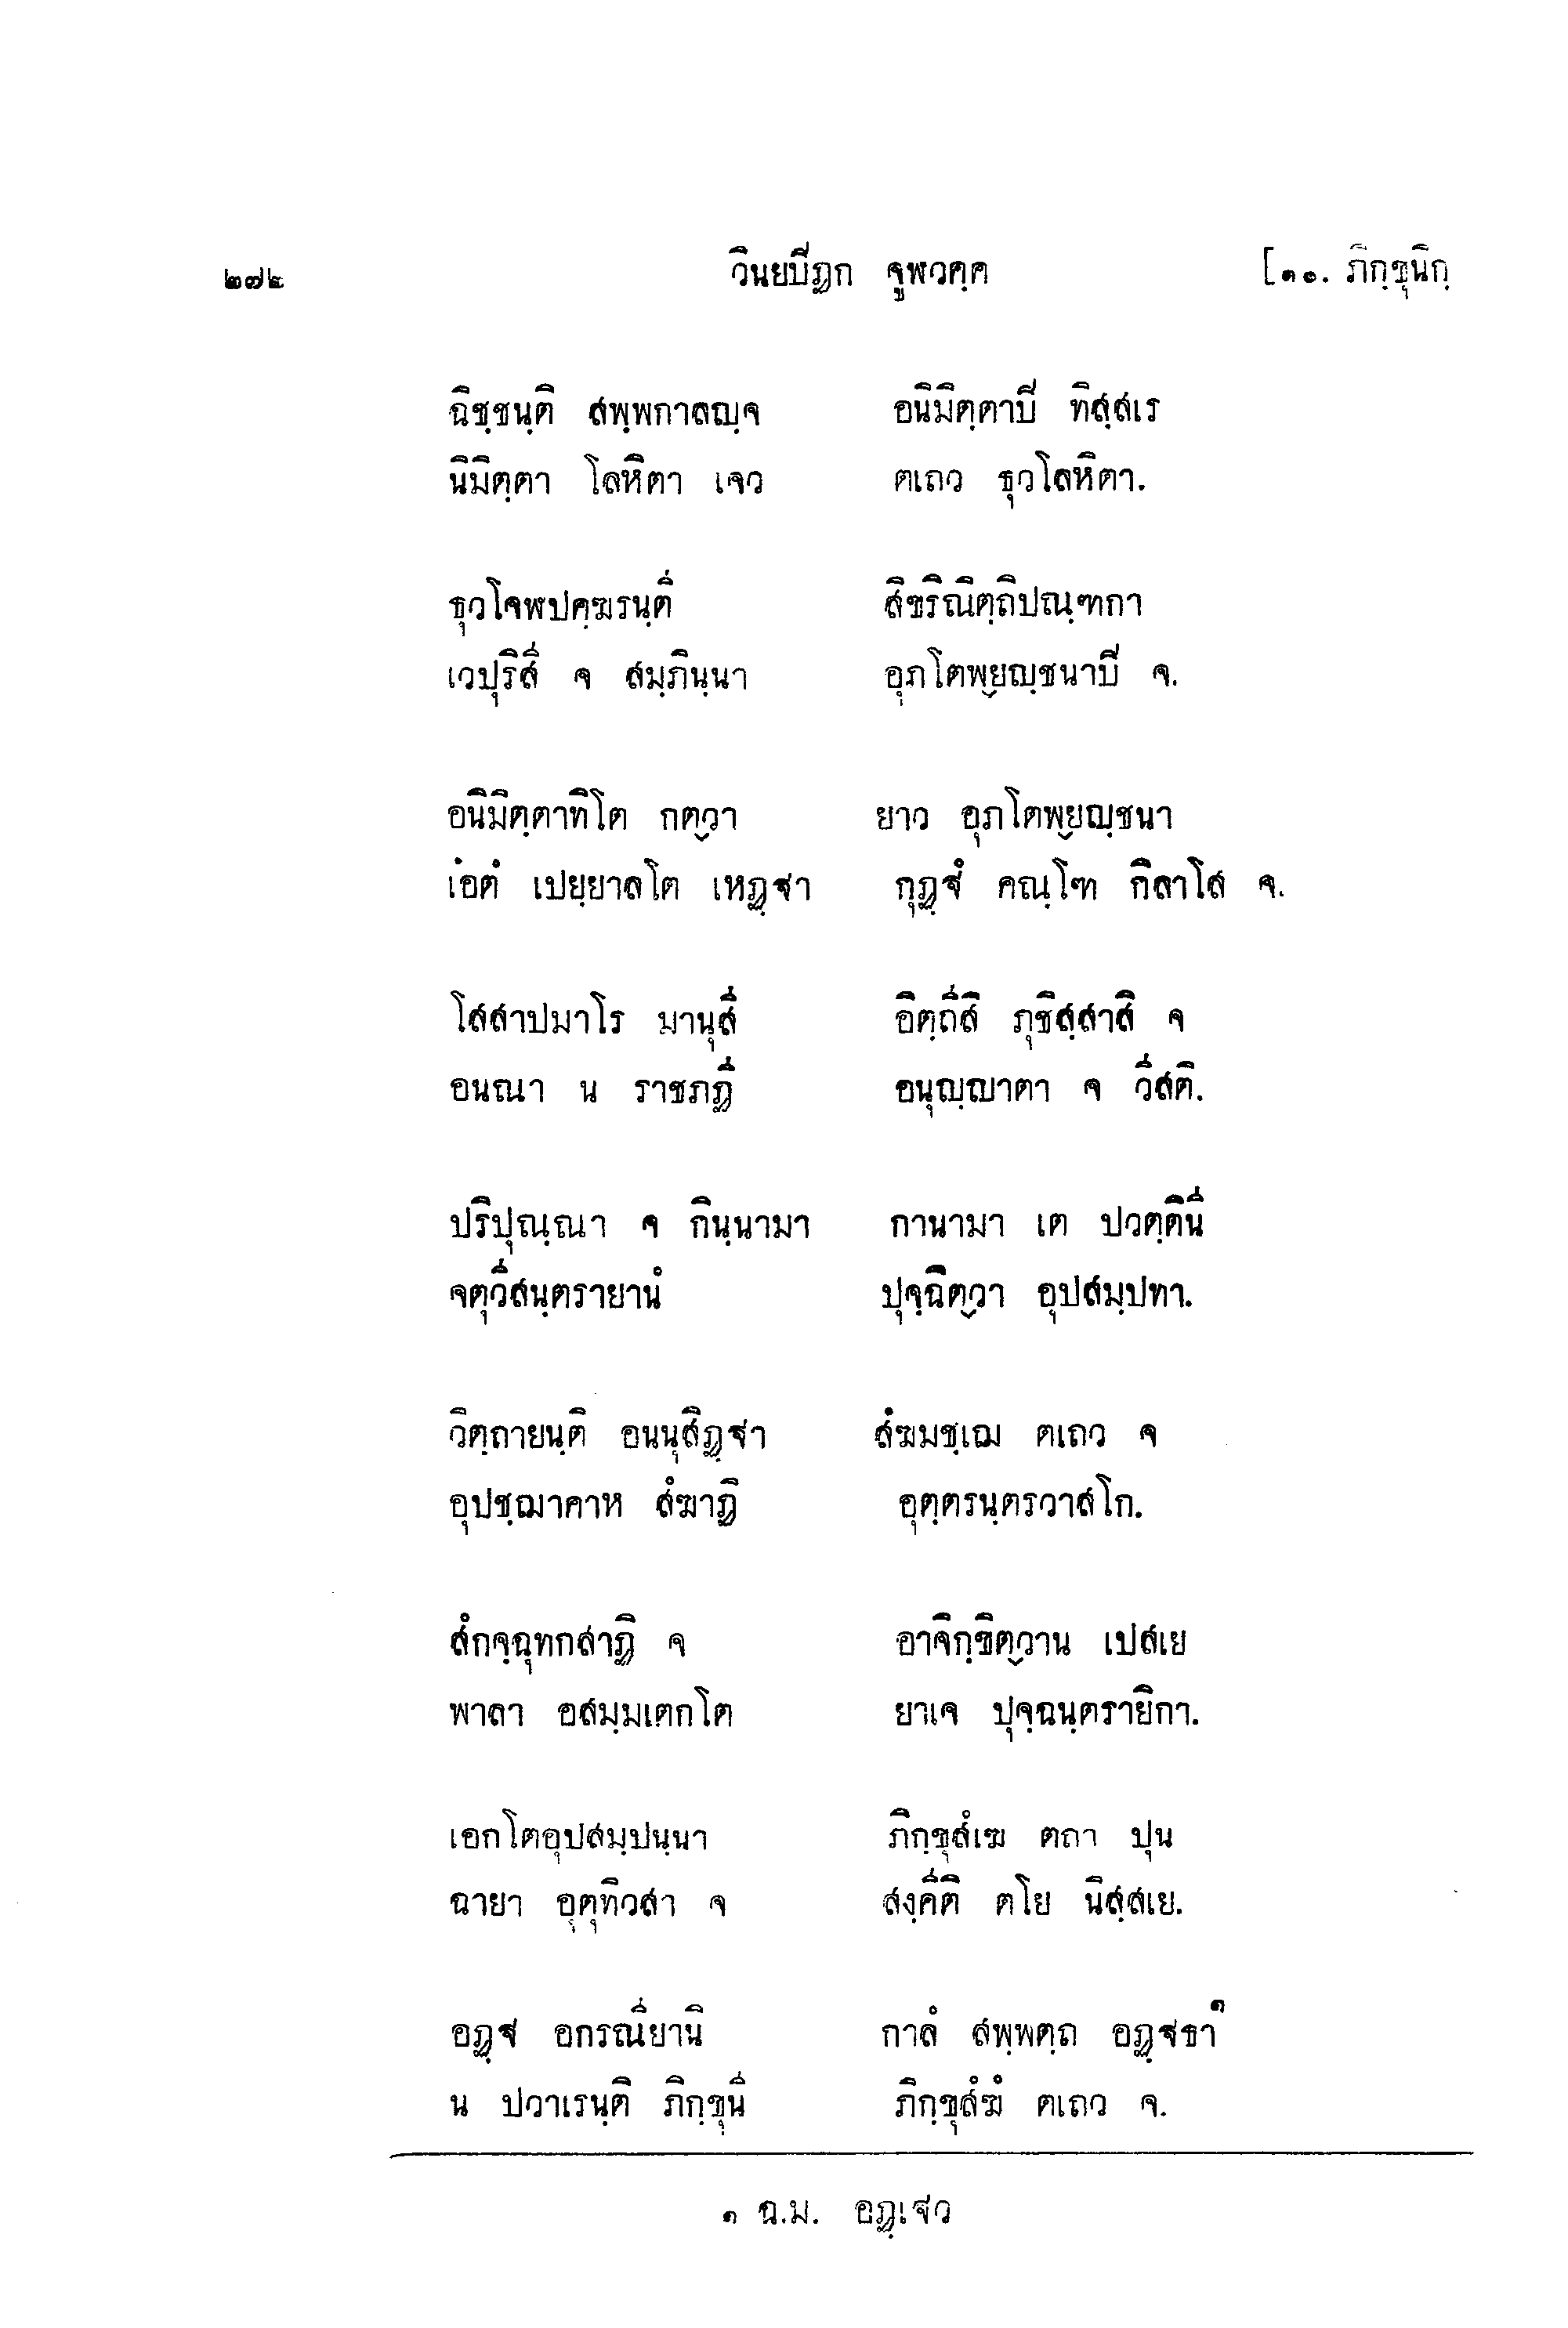 ๒๗๔ วินยปิฏก จูฬวคฺค [๑๐. ภิกฺขุนิกฺ
ฉิชฺชนฺติ สพฺพกาลญฺจ อนิมิตฺตาปิ ทิสฺสเร
นิมิตฺตา โลหิตา เจว ตเถว ธุวโลหิตา.
ธุวโจฬปคฺฆรนฺตี สิขริณิตฺถิปณฺฑกา
เวปุริสี จ สมฺภินฺนา อุภโตพฺยญฺชนาปิ จ.
อนิมิตฺตาทิโต กตฺวา ยาว อุภโตพฺยญฺชนา
เอตํ เปยฺยาลโต เหฏฺฐา กุฏฺฐํ คณฺโฑ กิลาโส จ.
โสสาปมาโร มานุสี อิตฺถีสิ ภุชิสฺสาสิ จ
อนณา น ราชภฏี อนุญฺญาตา จ วีสติ.
ปริปุณฺณา จ กินฺนามา กานามา เต ปวตฺตินี
จตุวีสนฺตรายานํ ปุจฺฉิตฺวา อุปสมฺปทา.
วิตฺถายนฺติ อนนุสิฏฺฐา สํฆมชฺเฌ ตเถว จ
อุปชฺฌาคาห สํฆาฏิ อุตฺตรนฺตรวาสโก.
สํกจฺฉุทกสาฏิ จ อาจิกฺขิตฺวาน เปสเย
พาลา อสมฺมเตกโต ยาเจ ปุจฺฉนฺตรายิกา.
เอกโตอุปสมฺปนฺนา ภิกฺขุสํเฆ ตถา ปุน
ฉายา อุตุทิวสา จ สงฺคีติ ตโย นิสฺสเย.
อฏฺฐ อกรณียานิ กาลํ สพฺพตฺถ อฏฺฐธา๑
น ปวาเรนฺติ ภิกฺขุนี ภิกฺขุสํฆํ ตเถว จ.
๑ ฉ.ม. อฏฺเฐว